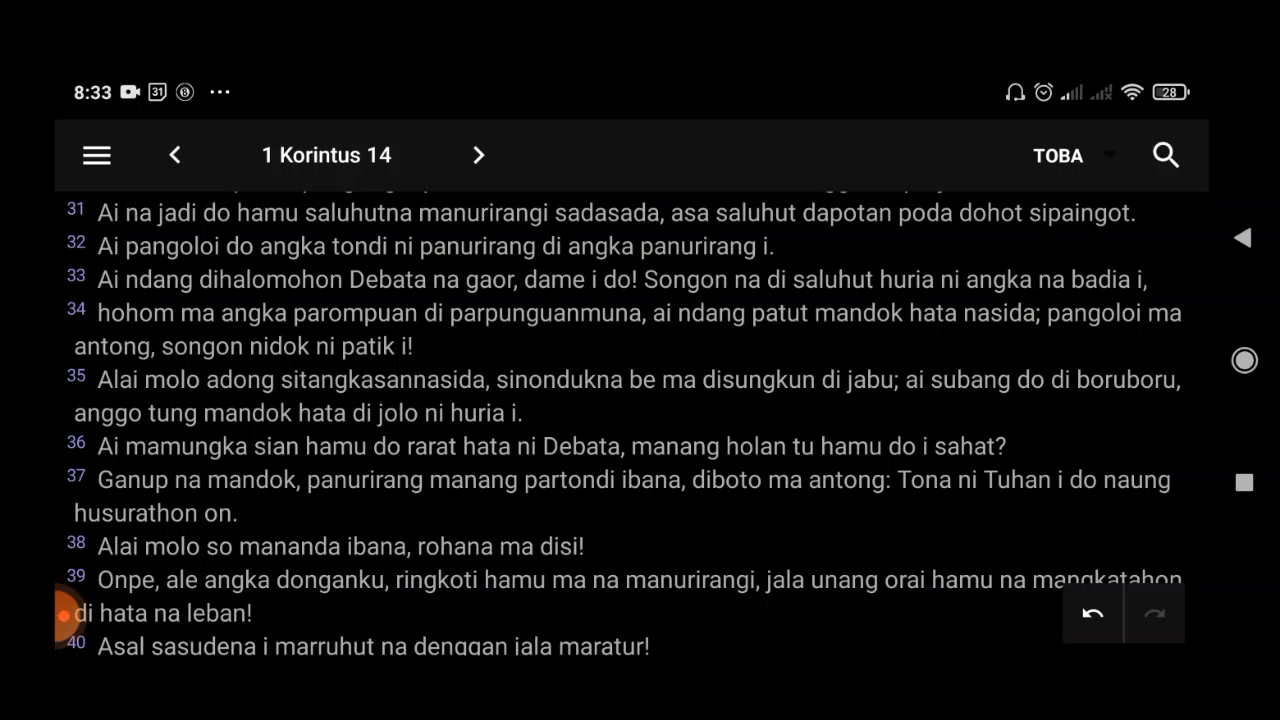 8:33 31 28
1 Korintus 14 TOBA
31 Ai na jadi do hamu saluhutna manurirangi sadasada, asa saluhut dapotan poda dohot sipaingot.
32 Ai pangoloi do angka tondi ni panurirang di angka panurirang i.
33 Ai ndang dihalomohon Debata na gaor, dame i do! Songon na di saluhut huria ni angka na badia i,
34 hohom ma angka parompuan di parpunguanmuna, ai ndang patut mandok hata nasida; pangoloi ma
antong, songon nidok ni patik i!
35 Alai molo adong sitangkasannasida, sinondukna be ma disungkun di jabu; ai subang do di boruboru,
anggo tung mandok hata di jolo ni huria i.
36 Ai mamungka sian hamu do rarat hata ni Debata, manang holan tu hamu do i sahat?
37 Ganup na mandok, panurirang manang partondi ibana, diboto ma antong: Tona ni Tuhan i do naung
husurathon on.
38 Alai molo so mananda ibana, rohana ma disi!
39 Onpe, ale angka donganku, ringkoti hamu ma na manurirangi, jala unang orai hamu na mangkatahon
di hata na leban!
40 Asal sasudena i marruhut na denggan jala maratur!